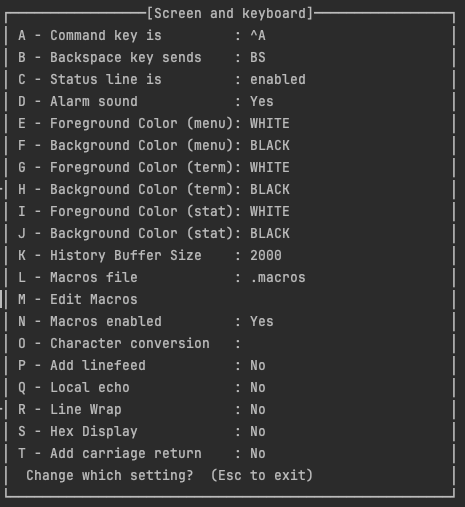 [Screen and keyboard]
A - Command key is         : ^A
B - Backspace key sends    : BS
C - Status line is         : enabled
D - Alarm sound            : Yes
E - Foreground Color (menu): WHITE
F - Background Color (menu): BLACK
G - Foreground Color (term): WHITE
H - Background Color (term): BLACK
I - Foreground Color (stat): WHITE
J - Background Color (stat): BLACK
K - History Buffer Size    : 2000
L - Macros file            : .macros
M - Edit Macros
N - Macros enabled         : Yes
O - Character conversion   :
P - Add linefeed           : No
Q - Local echo             : No
R - Line Wrap              : No
S - Hex Display            : No
T - Add carriage return    : No
Change which setting?  (Esc to exit)